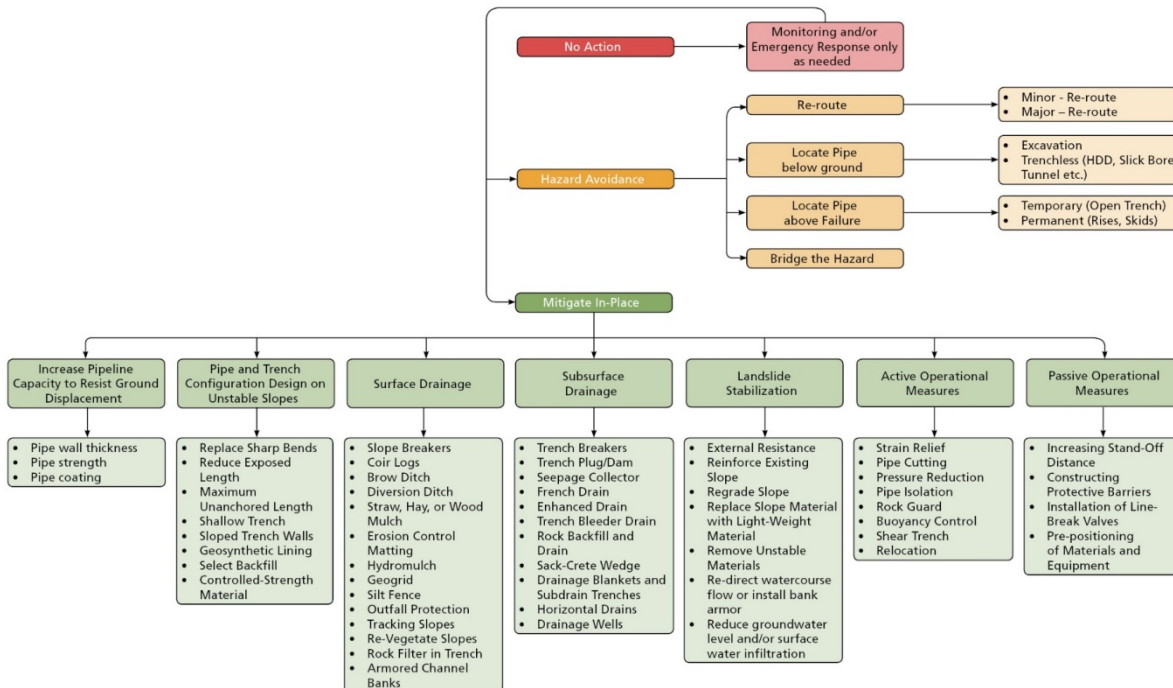 No Action
Monitoring and/or
Emergency Response only
as needed
Hazard Avoidance
Re-route
• Minor - Re-route
• Major – Re-route
Locate Pipe
below ground
• Excavation
• Trenchless (HDD, Slick Bore
Tunnel etc.)
Locate Pipe
above Failure
• Temporary (Open Trench)
• Permanent (Rises, Skids)
Bridge the Hazard
Mitigate In-Place
Increase Pipeline
Capacity to Resist Ground
Displacement
• Pipe wall thickness
• Pipe strength
• Pipe coating
Pipe and Trench
Configuration Design on
Unstable Slopes
• Replace Sharp Bends
• Reduce Exposed
Length
• Maximum
Unanchored Length
• Shallow Trench
• Sloped Trench Walls
• Geosynthetic Lining
• Select Backfill
• Controlled-Strength
Material
Surface Drainage
• Slope Breakers
• Coir Logs
• Brow Ditch
• Diversion Ditch
• Straw, Hay, or Wood
Mulch
• Erosion Control
Matting
• Hydromulch
• Geogrid
• Silt Fence
• Outfall Protection
• Tracking Slopes
• Re-Vegetate Slopes
• Rock Filter in Trench
• Armored Channel
Banks
Subsurface
Drainage
• Trench Breakers
• Trench Plug/Dam
• Seepage Collector
• French Drain
• Enhanced Drain
• Trench Bleeder Drain
• Rock Backfill and
Drain
• Sack-Crete Wedge
• Drainage Blankets and
Subdrain Trenches
• Horizontal Drains
• Drainage Wells
Landslide
Stabilization
• External Resistance
• Reinforce Existing
Slope
• Regrade Slope
• Replace Slope Material
with Light-Weight
Material
• Remove Unstable
Materials
• Re-direct watercourse
flow or install bank
armor
• Reduce groundwater
level and/or surface
water infiltration
Active Operational
Measures
• Strain Relief
• Pipe Cutting
• Pressure Reduction
• Pipe Isolation
• Rock Guard
• Buoyancy Control
• Shear Trench
• Relocation
Passive Operational
Measures
• Increasing Stand-Off
Distance
• Constructing
Protective Barriers
• Installation of Line-
Break Valves
• Pre-positioning
of Materials and
Equipment